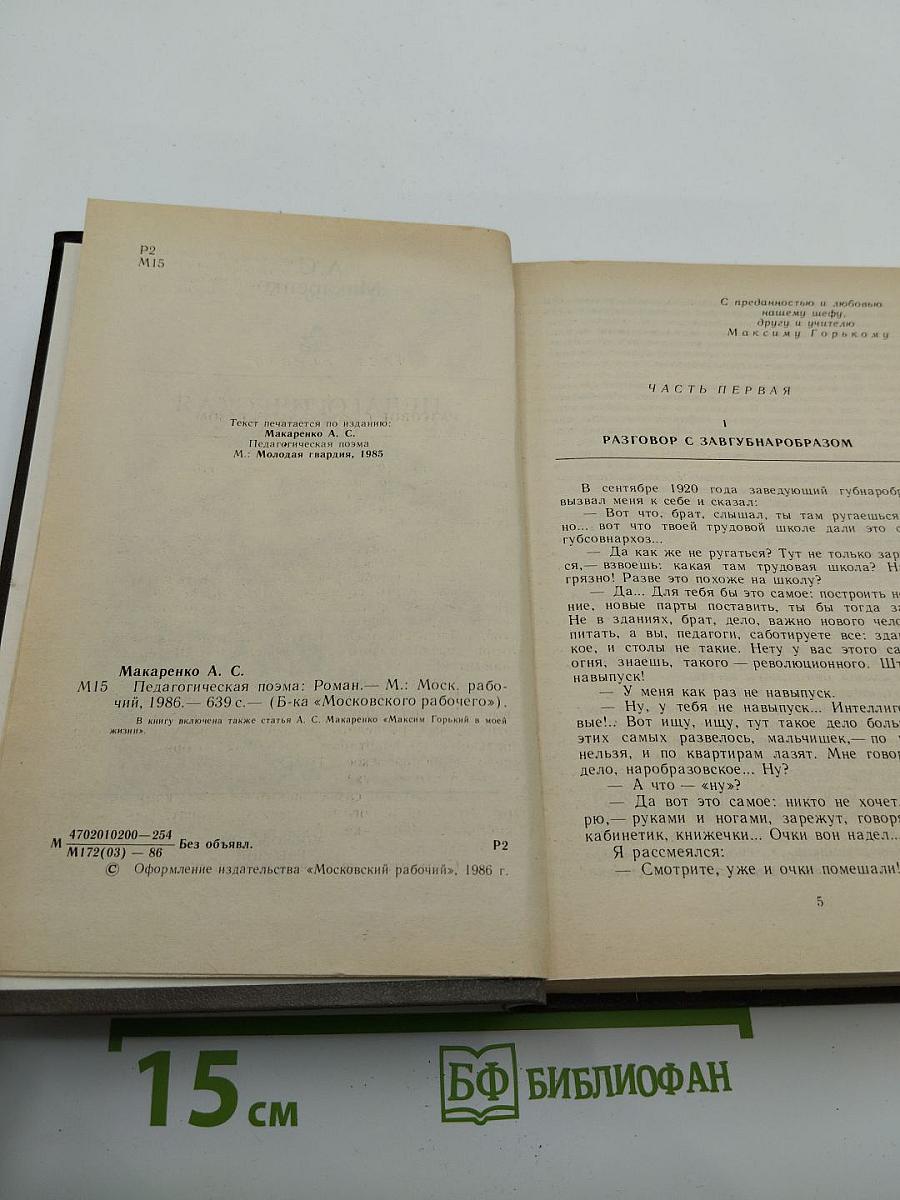 Р2
М15
Текст печатается по изданию:
Макаренко А. С.
Педагогическая поэма
М.: Молодая гвардия, 1985
Макаренко А. С.
М15 Педагогическая поэма: Роман.— М.: Моск. рабо-
чий, 1986.— 639 с.— (Б-ка «Московского рабочего»).
В книгу включена также статья А. С. Макаренко «Максим Горький в моей
жизни».
М 4702010200—254
М172(03) — 86 Без объявл.
Р2
© Оформление издательства «Московский рабочий», 1986 г.
С преданностью и любовью
нашему шефу,
другу и учителю
Максиму Горькому
ЧАСТЬ ПЕРВАЯ
1
РАЗГОВОР С ЗАВГУБНАРОБРАЗОМ
В сентябре 1920 года заведующий губнаробр
вызвал меня к себе и сказал:
— Вот что, брат, слышал, ты там ругаешься
но... вот что твоей трудовой школе дали это с
губсовнархоз...
— Да как же не ругаться? Тут не только зар
ся,— взвоешь: какая там трудовая школа? Н
грязно! Разве это похоже на школу?
— Да... Для тебя бы это самое: построить но
ние, новые парты поставить, ты бы тогда за
Не в зданиях, брат, дело, важно нового чело
питать, а вы, педагоги, саботируете все: зда
кое, и столы не такие. Нету у вас этого са
огня, знаешь, такого — революционного. Шт
навыпуск!
— У меня как раз не навыпуск.
— Ну, у тебя не навыпуск... Интеллиг
вые!.. Вот ищу, ищу, тут такое дело боль
этих самых развелось, мальчишек,— по у
нельзя, и по квартирам лазят. Мне гово
дело, наробразовское... Ну?
— А что — «ну»?
— Да вот это самое: никто не хочет,
рю,— руками и ногами, зарежут, говоря
кабинетик, книжечки... Очки вон надел...
Я рассмеялся:
— Смотрите, уже и очки помешали!
5
15 см
БФ БИБЛИОФАН